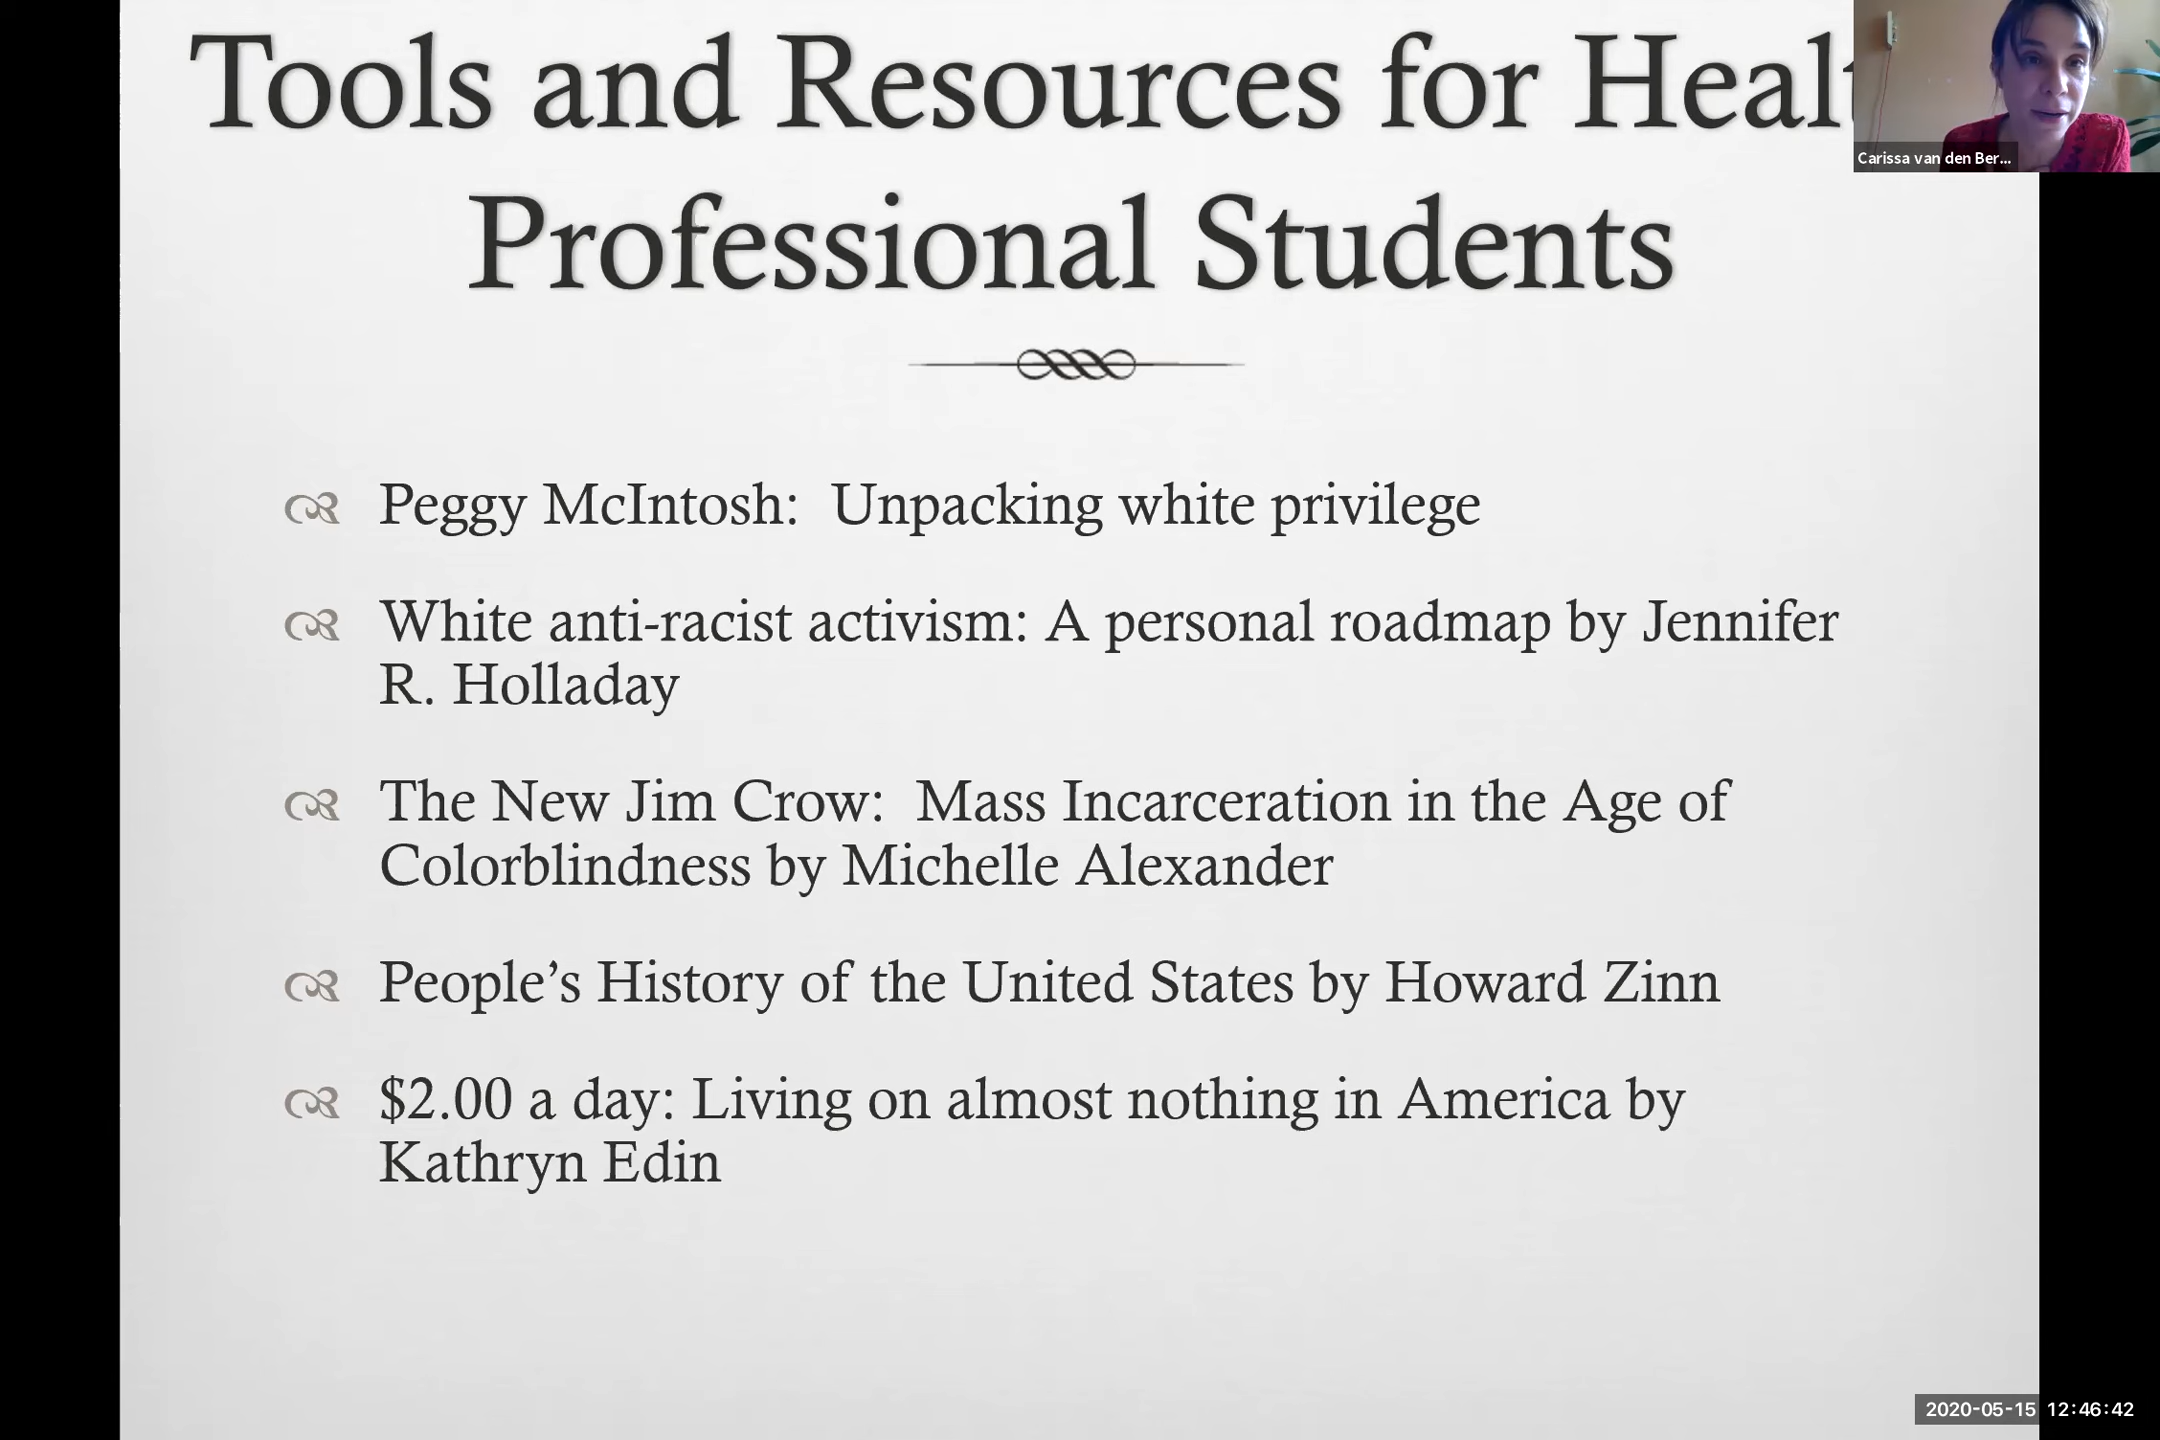 Tools and Resources for Healt
Professional Students
Carissa van den Ber...
Peggy McIntosh:  Unpacking white privilege
White anti-racist activism: A personal roadmap by Jennifer
R. Holladay
The New Jim Crow:  Mass Incarceration in the Age of
Colorblindness by Michelle Alexander
People’s History of the United States by Howard Zinn
$2.00 a day: Living on almost nothing in America by
Kathryn Edin
2020-05-15 12:46:42